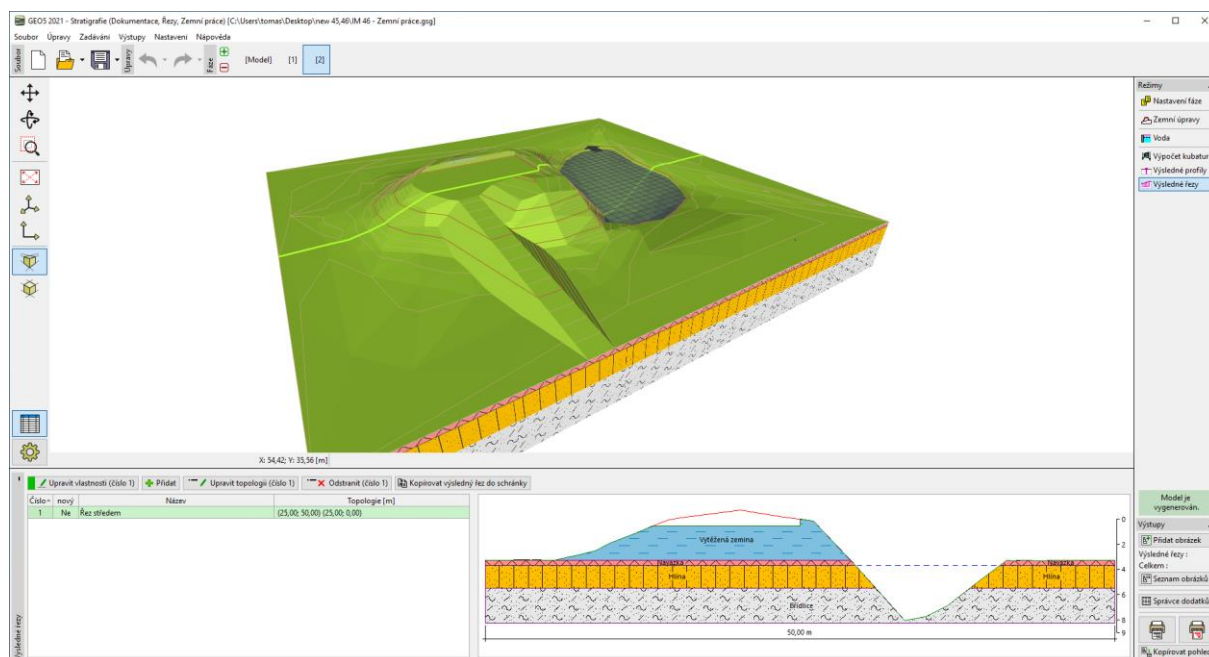 GEO5 2021 - Stratigrafie (Dokumentace, Řezy, Zemní práce) [C:\Users\tomas\Desktop\new 45,46\IM 46 - Zemní práce.gsg]
Soubor Úpravy Zadávání Výstupy Nastavení Nápověda
Soubor Úpravy Fáze [Model] [1] [2]
Režimy
Nastavení fáze
Zemní úpravy
Voda
Výpočet kubatur
Výsledné profily
Výsledné řezy
X: 54,42; Y: 35,56 [m]
Upravit vlastnosti (číslo 1) Přidat Upravit topologii (číslo 1) Odstranit (číslo 1) Kopírovat výsledný řez do schránky
Číslo nový Název Topologie [m]
1 Ne Řez středem (25,00; 50,00) (25,00; 0,00)
Výsledné řezy
Vytěžená zemina
Navážka Navážka
Hlína Hlína
Břidlice
50,00 m
0
2
4
6
8
9
Model je
vygenerován.
Výstupy
Přidat obrázek
Výsledné řezy :
Celkem :
Seznam obrázků
Správce dodatků
Kopírovat pohled